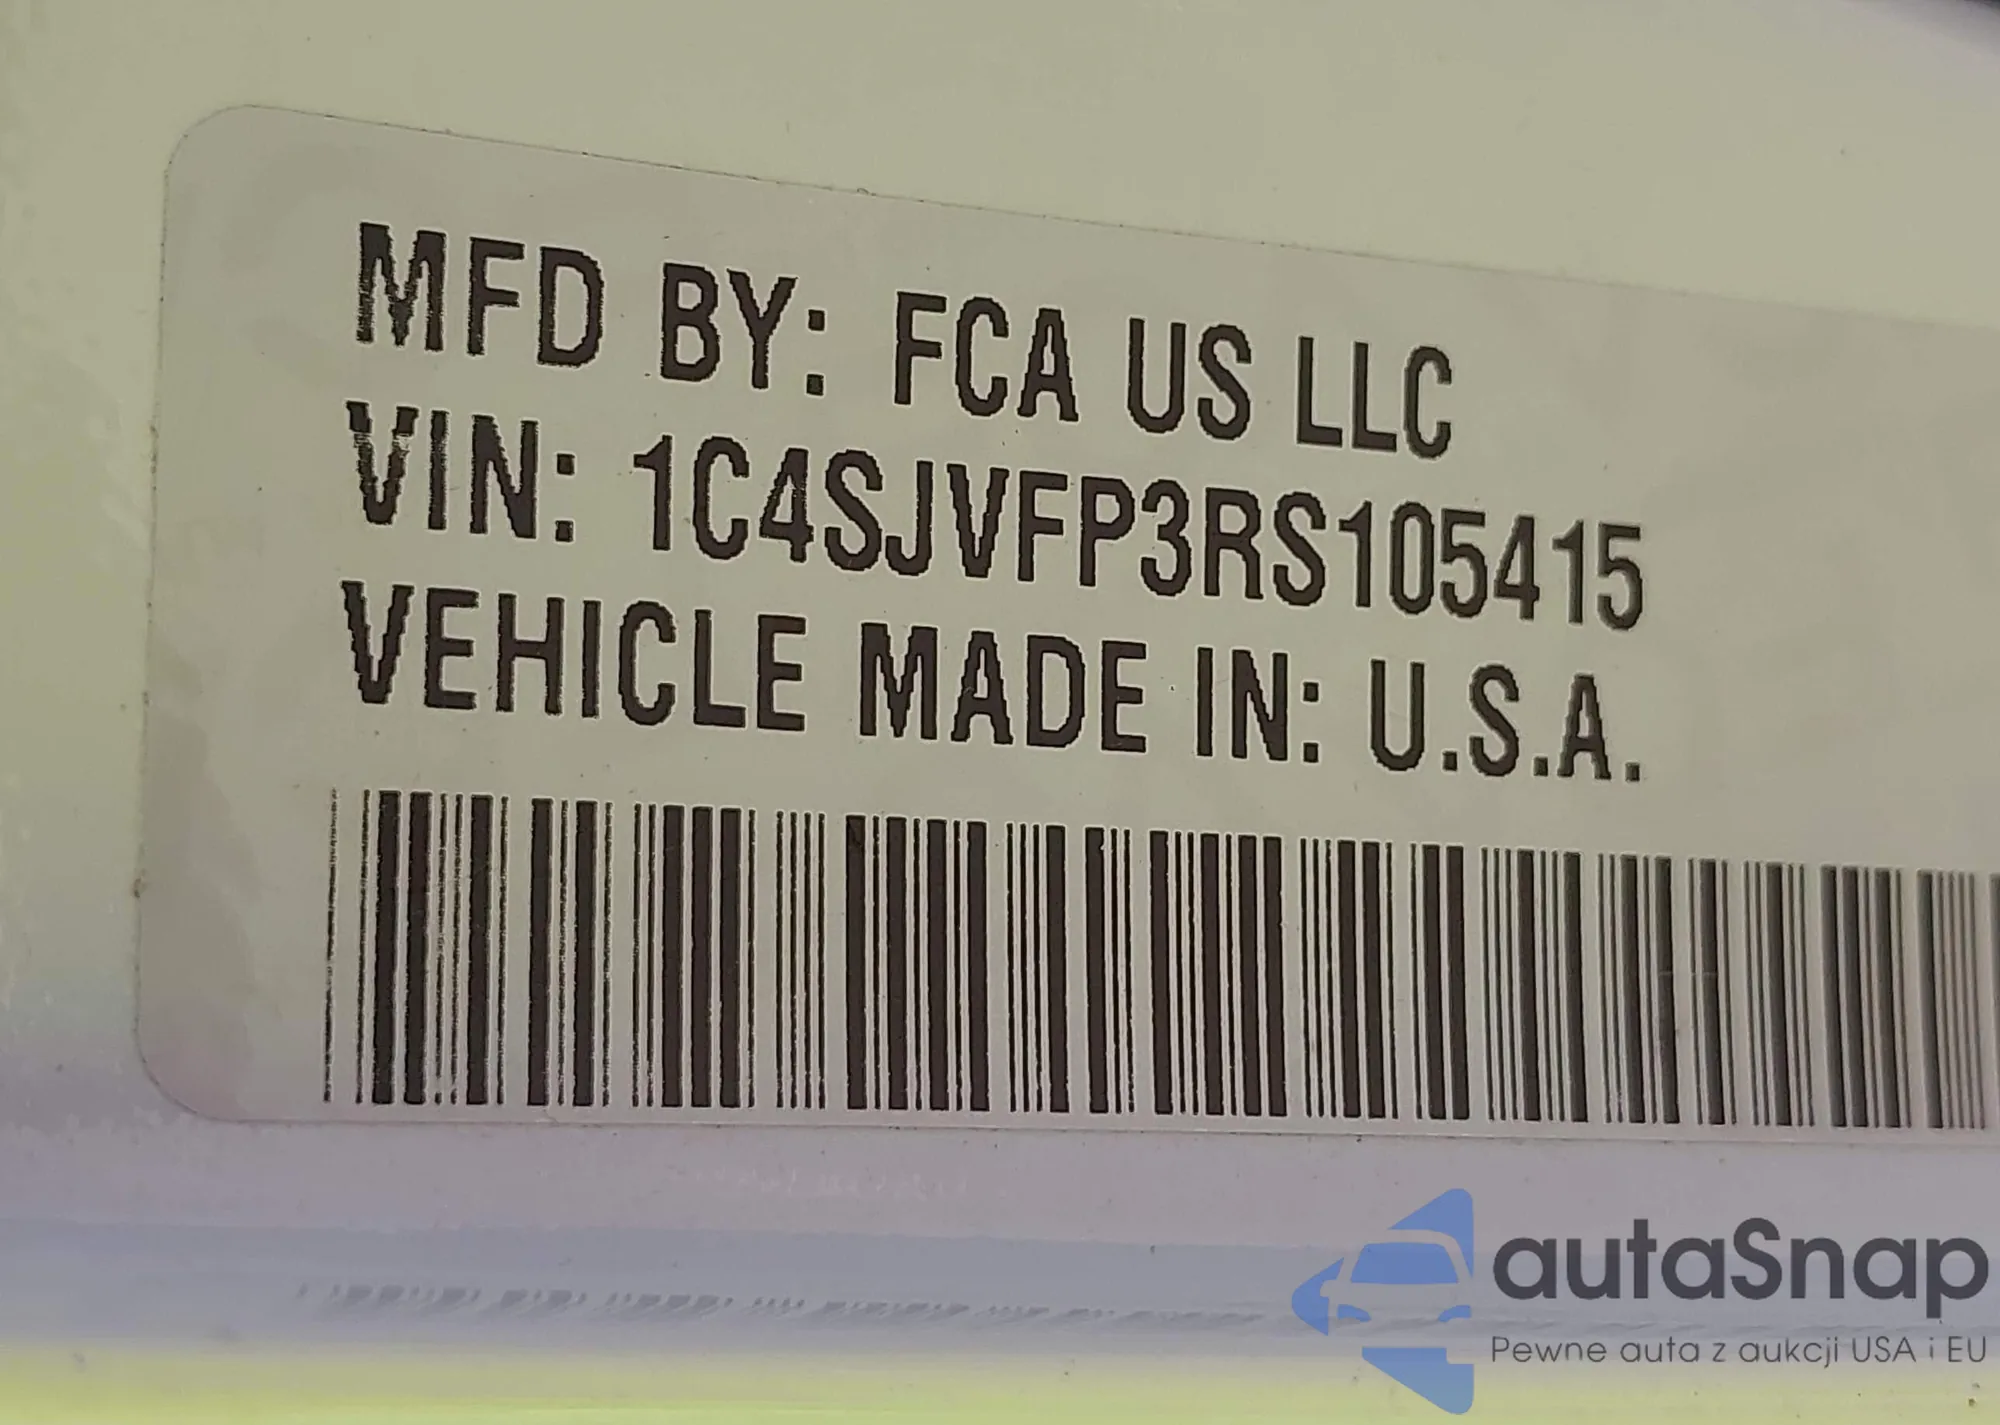 MFD BY: FCA US LLC
VIN: 1C4SJVFP3RS105415
VEHICLE MADE IN: U.S.A.
autaSnap
Pewne auta z aukcji USA i EU